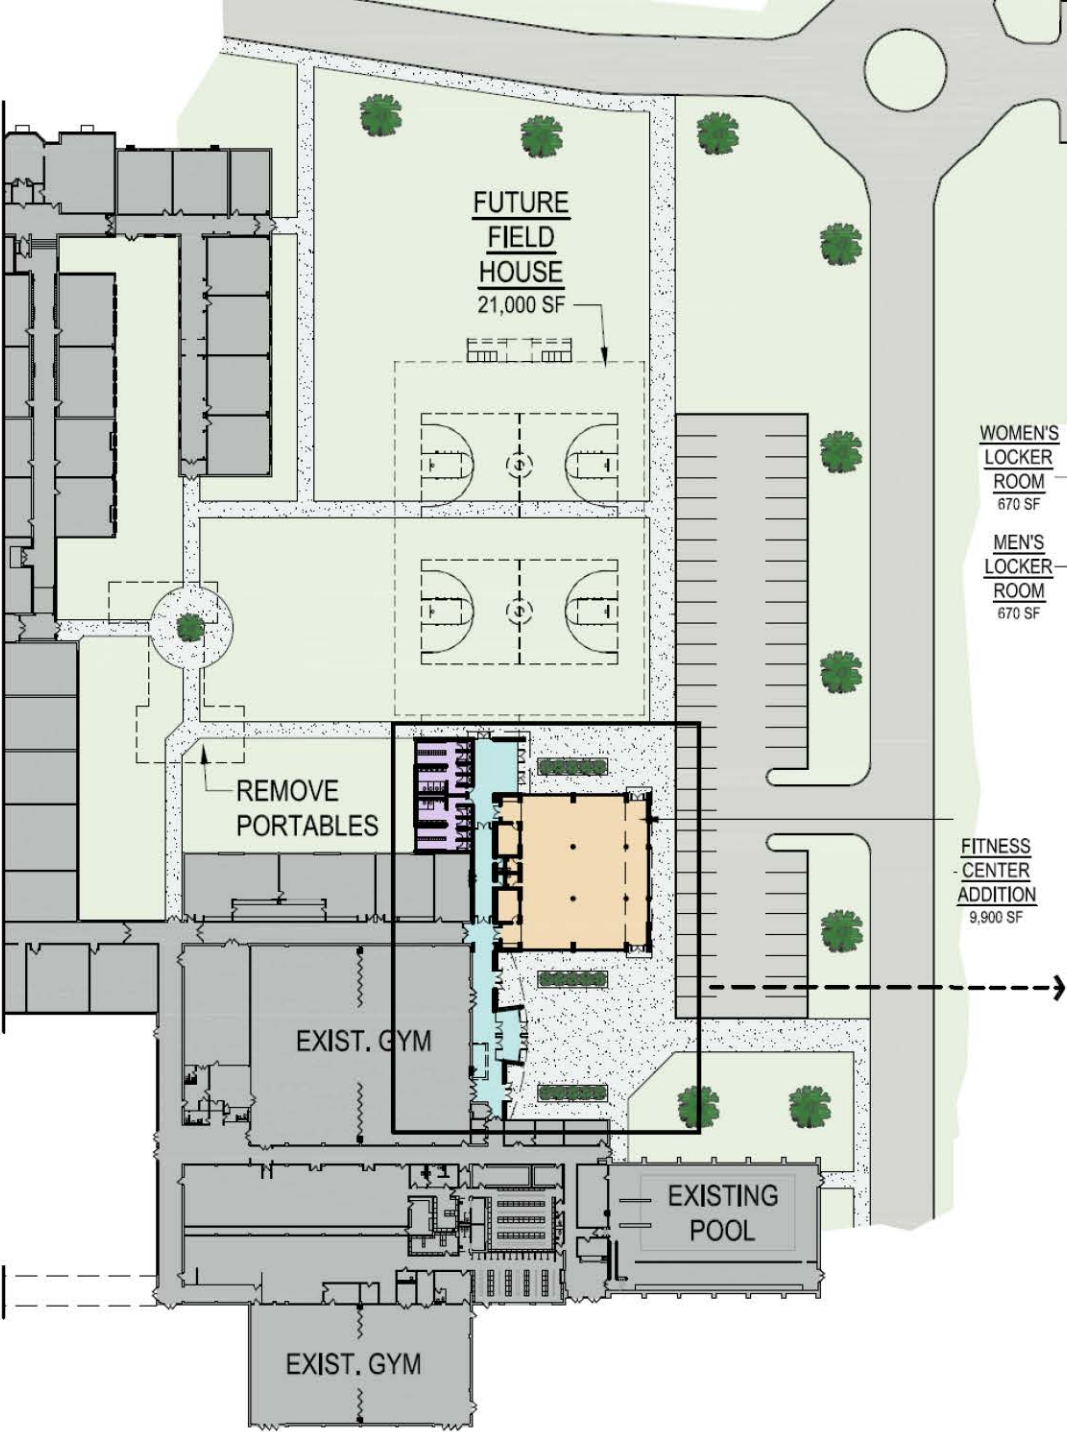 FUTURE
FIELD
HOUSE
21,000 SF
WOMEN'S
LOCKER
ROOM
670 SF
MEN'S
LOCKER
ROOM
670 SF
REMOVE
PORTABLES
FITNESS
CENTER
ADDITION
9,900 SF
EXIST. GYM
EXISTING
POOL
EXIST. GYM